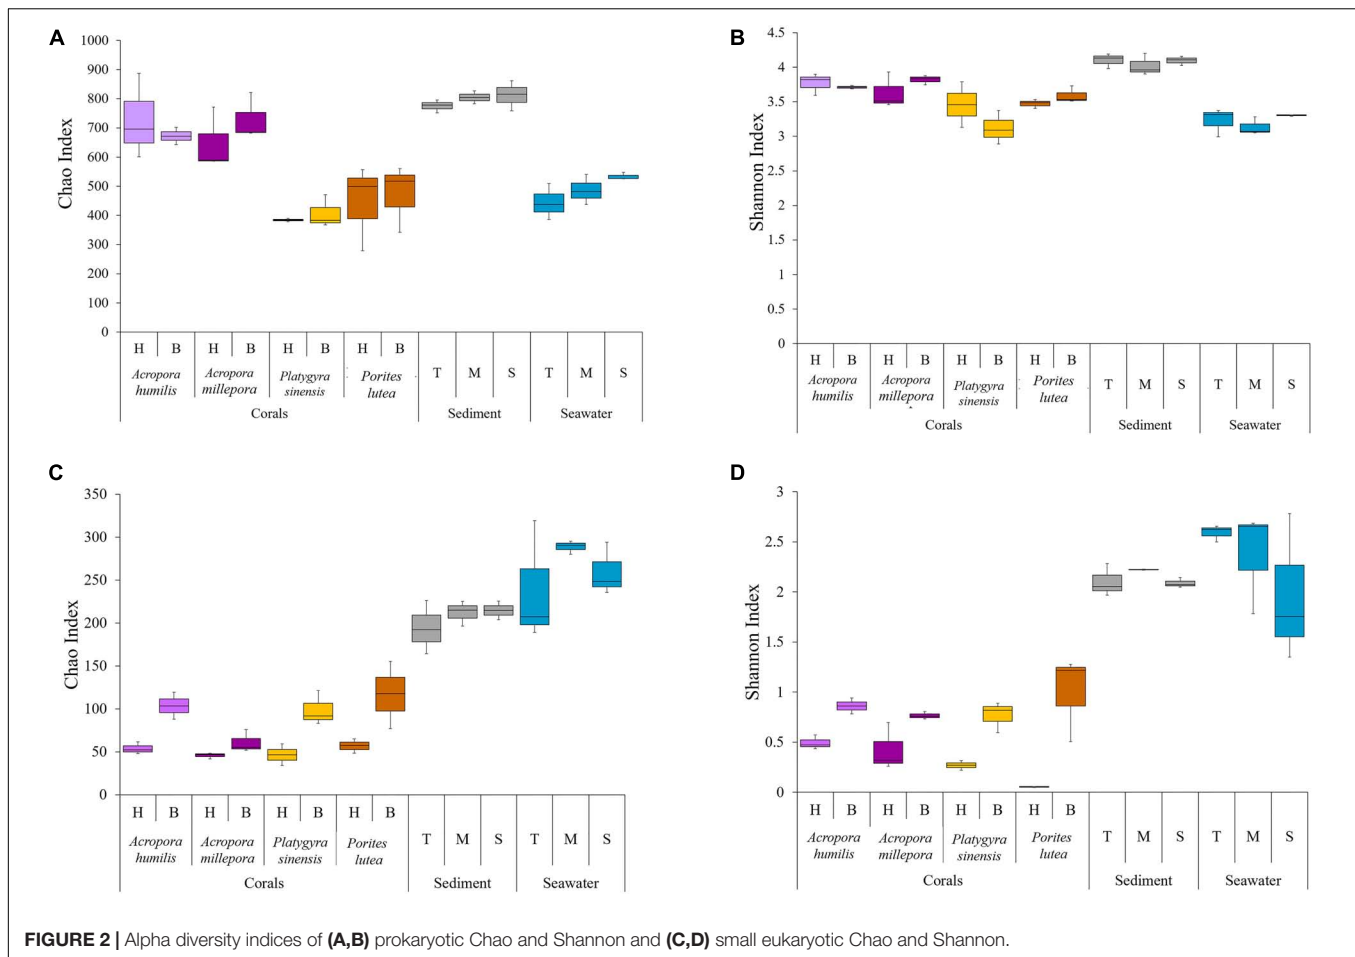 A
Chao Index
1000
900
800
700
600
500
400
300
200
100
0
H B H B H B H B
Acropora humilis
Acropora millepora
Platygyra sinensis
Porites lutea
T M S T M S
Corals Sediment Seawater
B
Shannon Index
4.5
4
3.5
3
2.5
2
1.5
1
0.5
0
H B H B H B H B
Acropora humilis
Acropora millepora
Platygyra sinensis
Porites lutea
T M S T M S
Corals Sediment Seawater
C
Chao Index
350
300
250
200
150
100
50
0
H B H B H B H B
Acropora humilis
Acropora millepora
Platygyra sinensis
Porites lutea
T M S T M S
Corals Sediment Seawater
D
Shannon Index
3
2.5
2
1.5
1
0.5
0
H B H B H B H B
Acropora humilis
Acropora millepora
Platygyra sinensis
Porites lutea
T M S T M S
Corals Sediment Seawater
FIGURE 2 | Alpha diversity indices of (A,B) prokaryotic Chao and Shannon and (C,D) small eukaryotic Chao and Shannon.